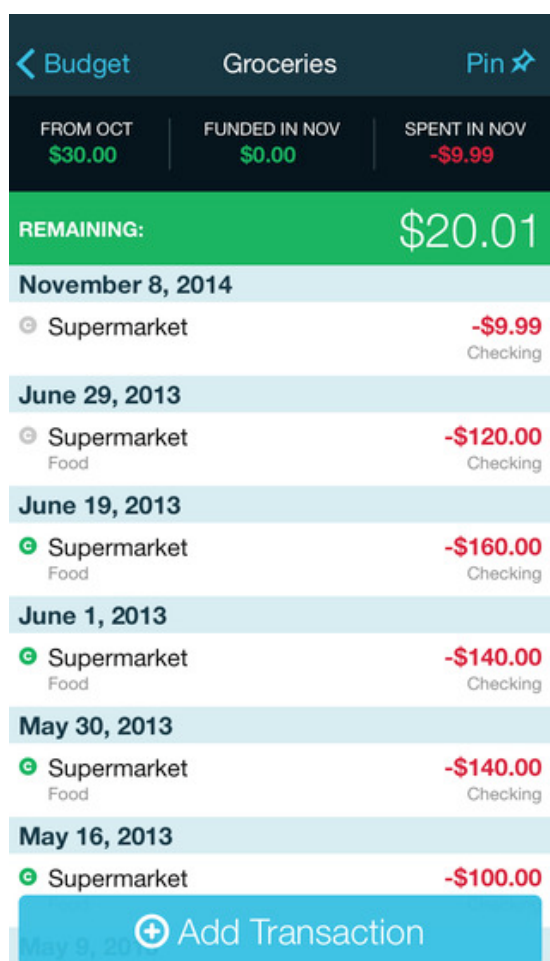 Budget Groceries Pin
FROM OCT FUNDED IN NOV SPENT IN NOV
$30.00 $0.00 -$9.99
REMAINING: $20.01
November 8, 2014
C Supermarket -$9.99
Checking
June 29, 2013
C Supermarket -$120.00
Food Checking
June 19, 2013
C Supermarket -$160.00
Food Checking
June 1, 2013
C Supermarket -$140.00
Food Checking
May 30, 2013
C Supermarket -$140.00
Food Checking
May 16, 2013
C Supermarket -$100.00
Add Transaction
May 9, 2013